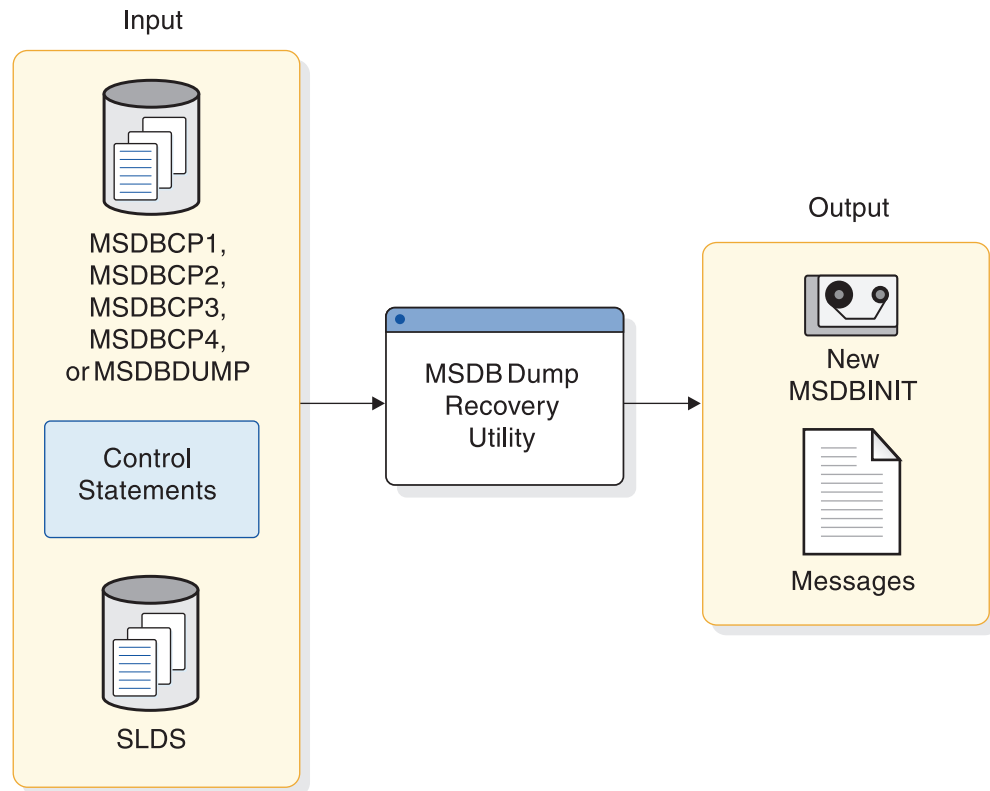 Input
MSDBCP1,
MSDBCP2,
MSDBCP3,
MSDBCP4,
or MSDBDUMP
Control
Statements
SLDS
MSDB Dump
Recovery
Utility
Output
New
MSDBINIT
Messages